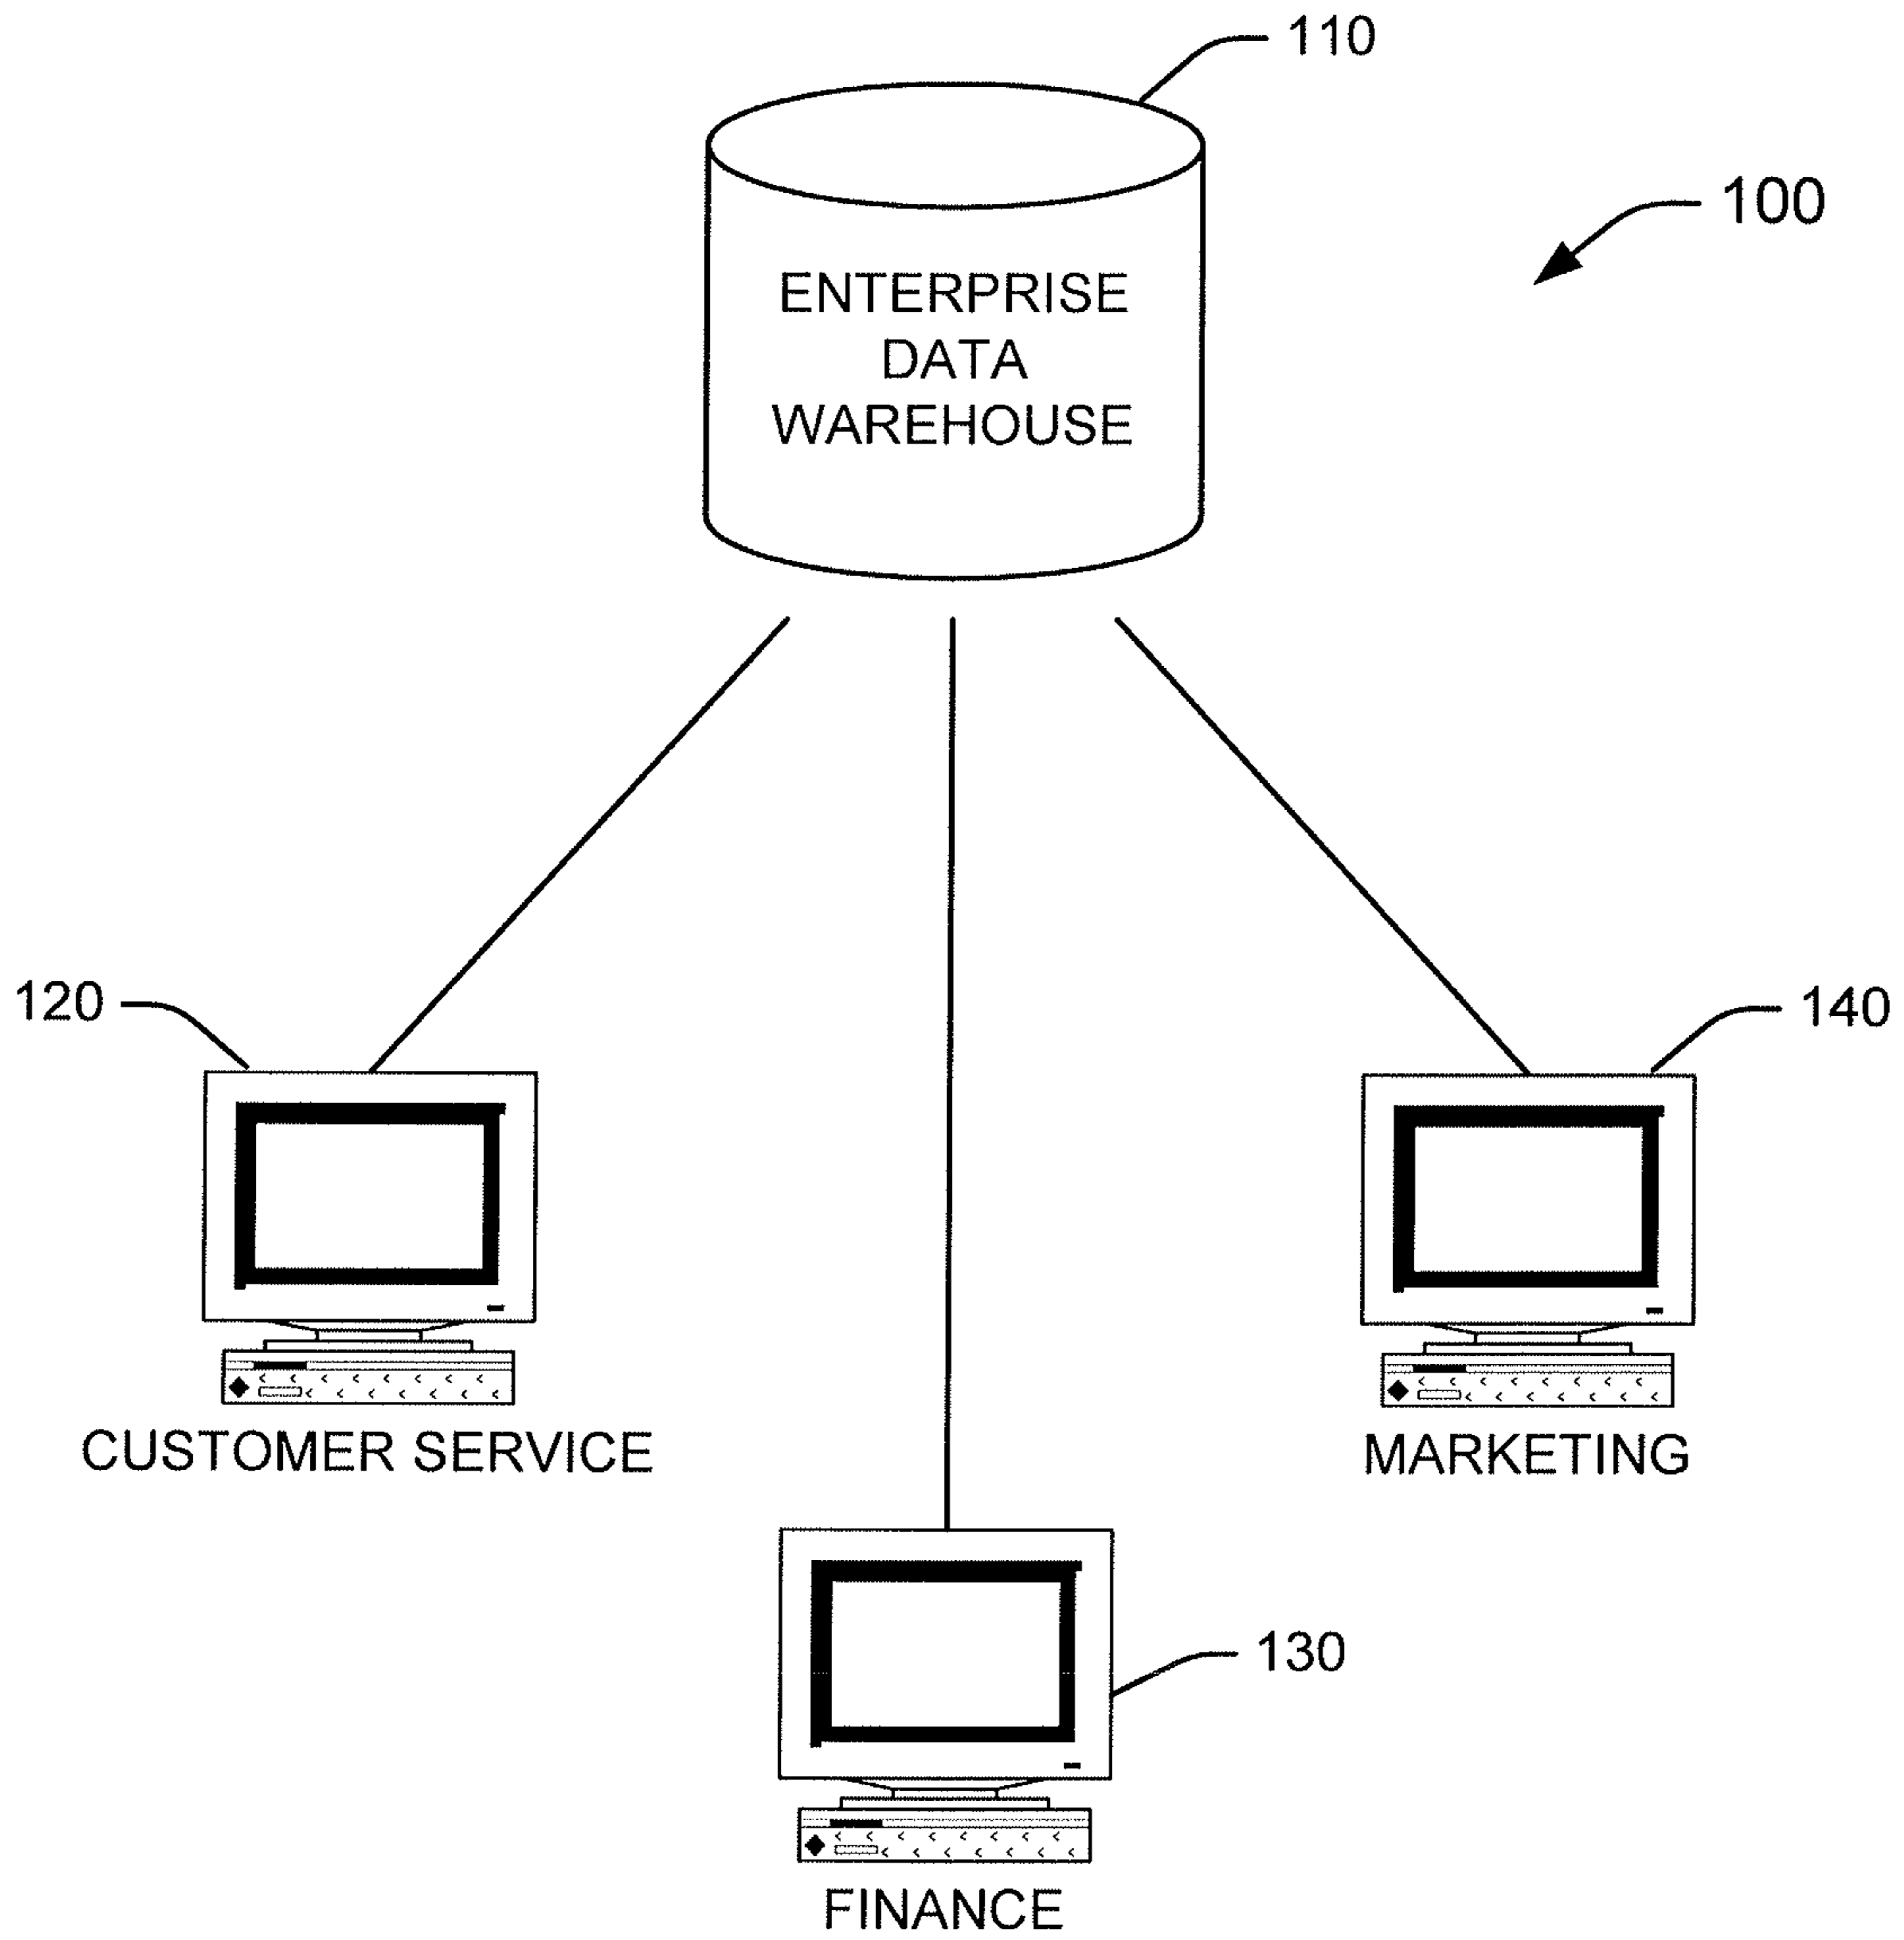 110
100
ENTERPRISE
DATA
WAREHOUSE
120
140
CUSTOMER SERVICE
MARKETING
130
FINANCE